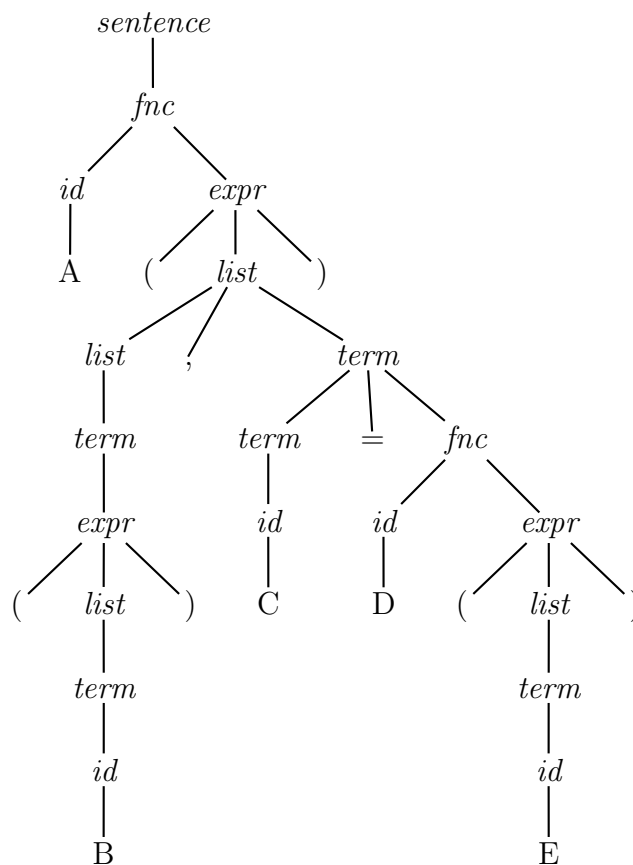 sentence
fnc
id expr
A ( list )
list , term
term term = fnc
expr id id expr
( list ) C D ( list )
term term
id id
B E